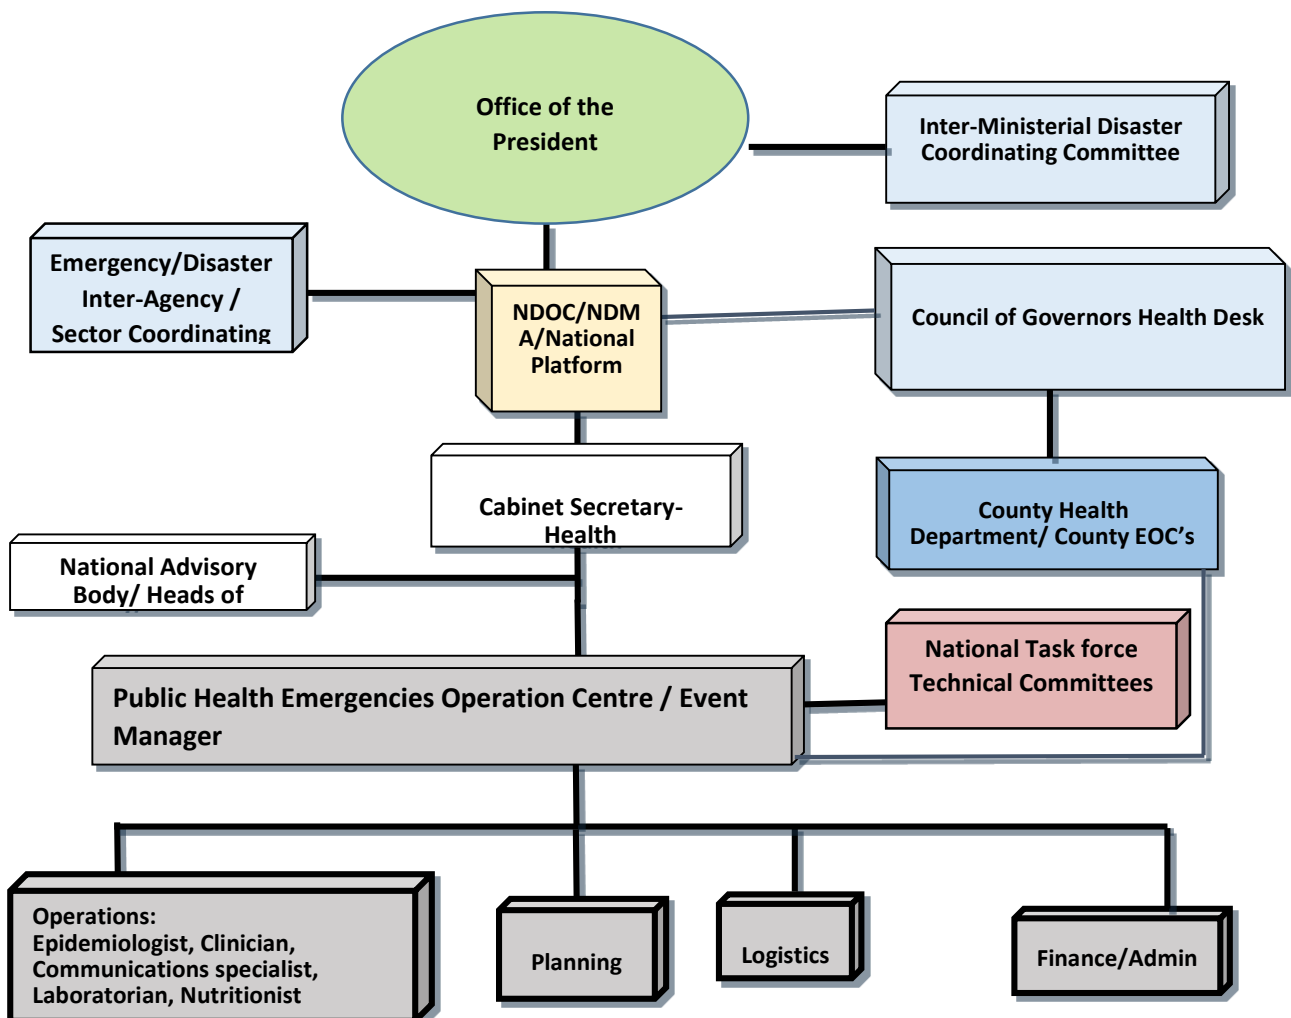 Office of the
President
Inter-Ministerial Disaster
Coordinating Committee
Emergency/Disaster
Inter-Agency /
Sector Coordinating
NDOC/NDM
A/National
Platform
Council of Governors Health Desk
Cabinet Secretary-
Health
County Health
Department/ County EOC’s
National Advisory
Body/ Heads of
National Task force
Technical Committees
Public Health Emergencies Operation Centre / Event
Manager
Operations:
Epidemiologist, Clinician,
Communications specialist,
Laboratorian, Nutritionist
Planning
Logistics
Finance/Admin